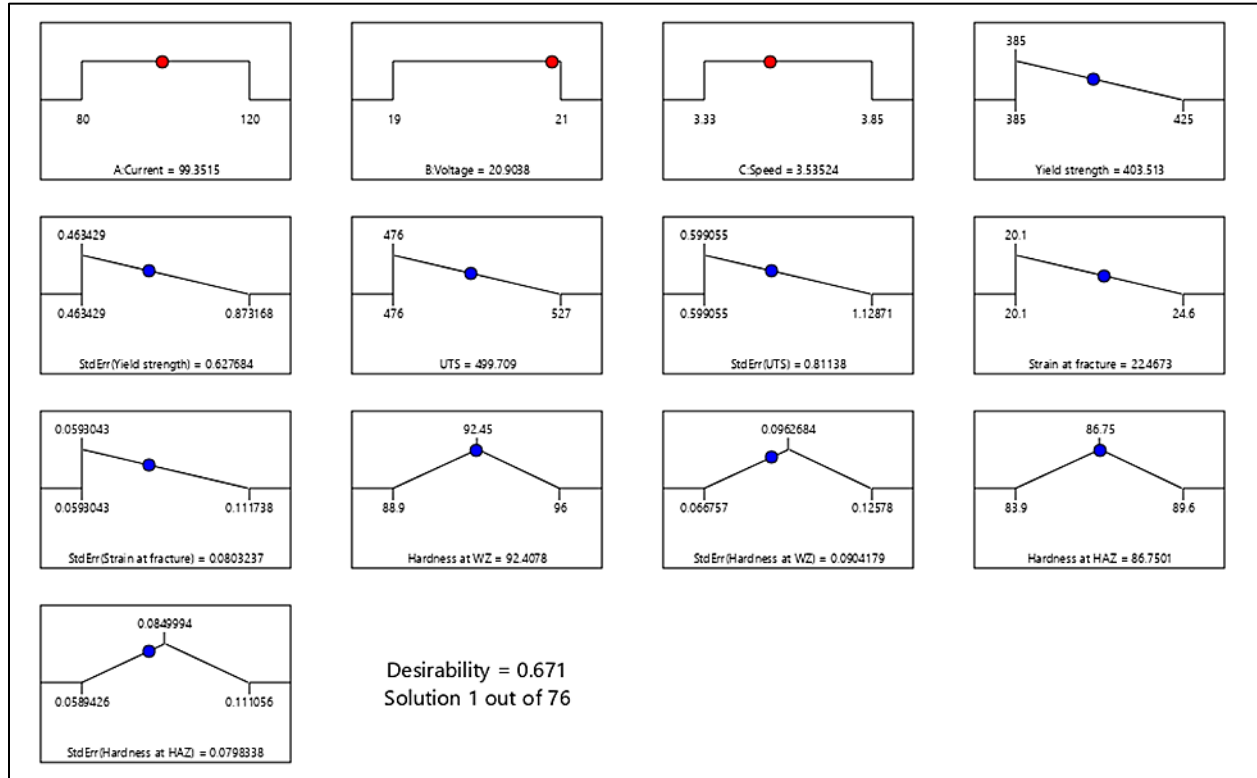 80 120
A:Current = 99.3515
19 21
B:Voltage = 20.9038
3.33 3.85
C:Speed = 3.53524
385
385 425
Yield strength = 403.513
0.463429
0.463429 0.873168
StdErr(Yield strength) = 0.627684
476
476 527
UTS = 499.709
0.599055
0.599055 1.12871
StdErr(UTS) = 0.81138
20.1
20.1 24.6
Strain at fracture = 22.4673
0.0593043
0.0593043 0.111738
StdErr(Strain at fracture) = 0.0803237
92.45
88.9 96
Hardness at WZ = 92.4078
0.0962684
0.066757 0.12578
StdErr(Hardness at WZ) = 0.0904179
86.75
83.9 89.6
Hardness at HAZ = 86.7501
0.0849994
0.0589426 0.111056
StdErr(Hardness at HAZ) = 0.0798338
Desirability = 0.671
Solution 1 out of 76